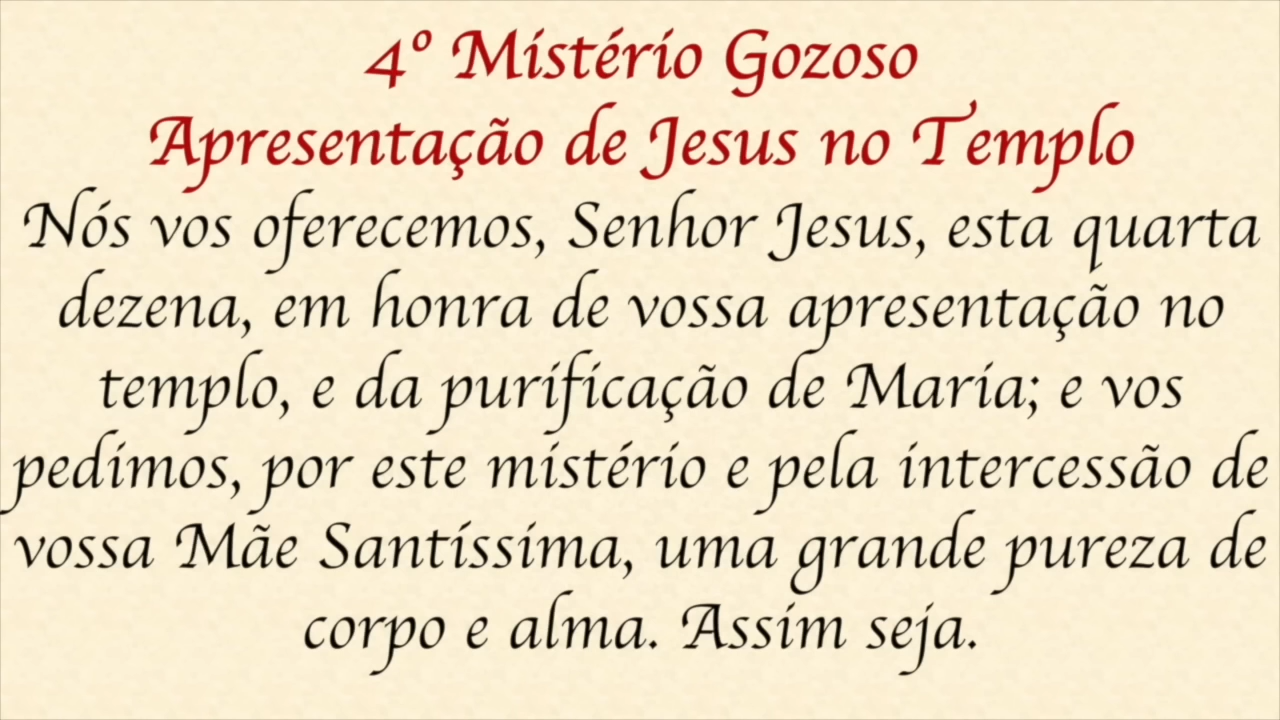 4º Mistério Gozoso
Apresentação de Jesus no Templo
Nós vos oferecemos, Senhor Jesus, esta quarta
dezena, em honra de vossa apresentação no
templo, e da purificação de Maria; e vos
pedimos, por este mistério e pela intercessão de
vossa Mãe Santíssima, uma grande pureza de
corpo e alma. Assim seja.